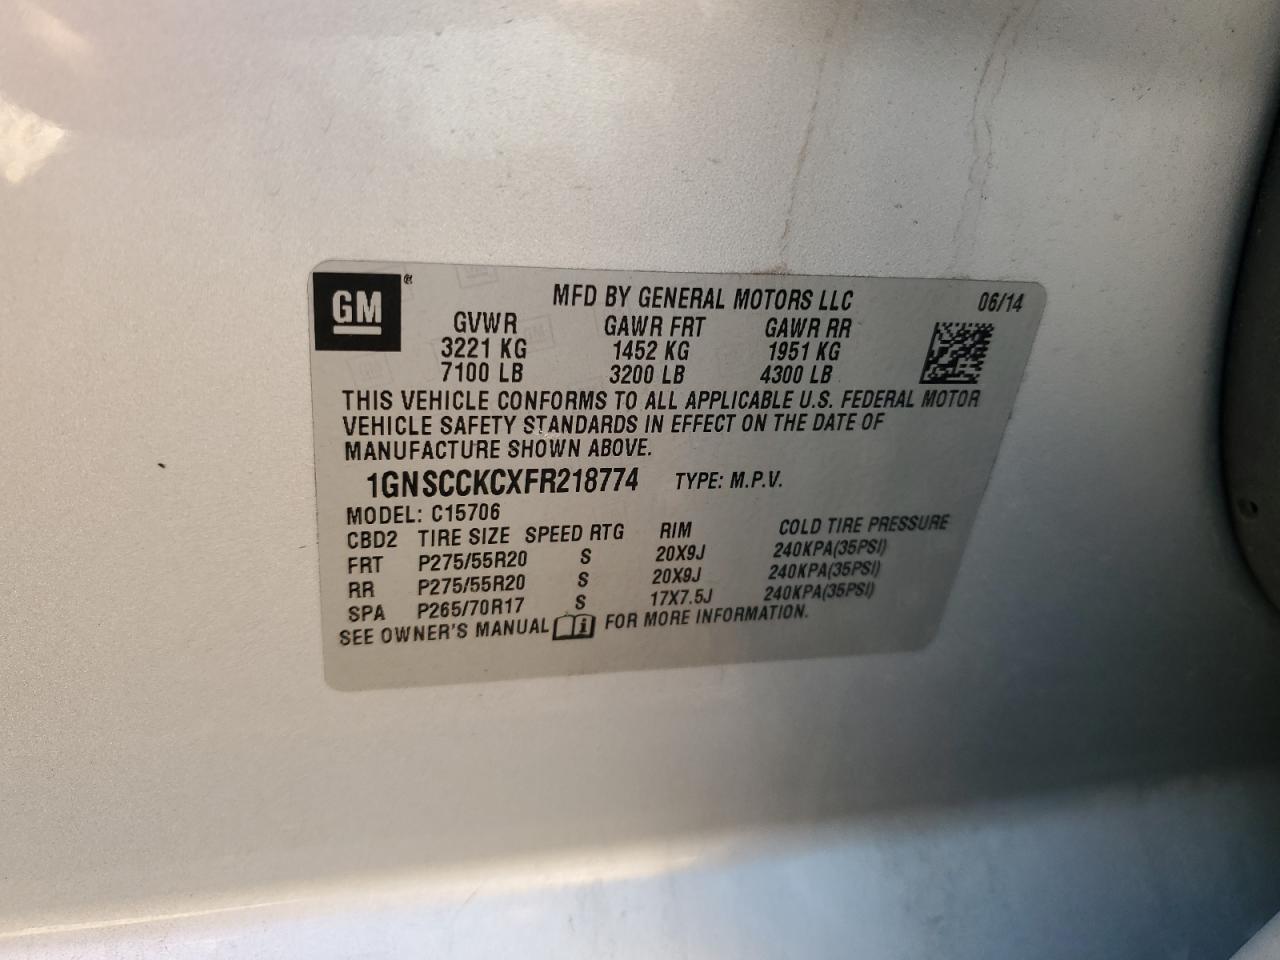 GM ®
MFD BY GENERAL MOTORS LLC 06/14
GVWR GAWR FRT GAWR RR
3221 KG 1452 KG 1951 KG
7100 LB 3200 LB 4300 LB
THIS VEHICLE CONFORMS TO ALL APPLICABLE U.S. FEDERAL MOTOR
VEHICLE SAFETY STANDARDS IN EFFECT ON THE DATE OF
MANUFACTURE SHOWN ABOVE.
1GNSCCKCXFR218774 TYPE: M.P.V.
MODEL: C15706
CBD2 TIRE SIZE SPEED RTG RIM COLD TIRE PRESSURE
FRT P275/55R20 S 20X9J 240KPA(35PSI)
RR P275/55R20 S 20X9J 240KPA(35PSI)
SPA P265/70R17 S 17X7.5J 240KPA(35PSI)
SEE OWNER'S MANUAL i FOR MORE INFORMATION.